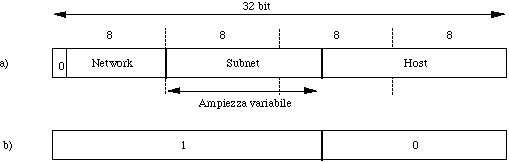 32 bit
8 8 8 8
a) 0 Network Subnet Host
Ampiezza variabile
b) 1 0